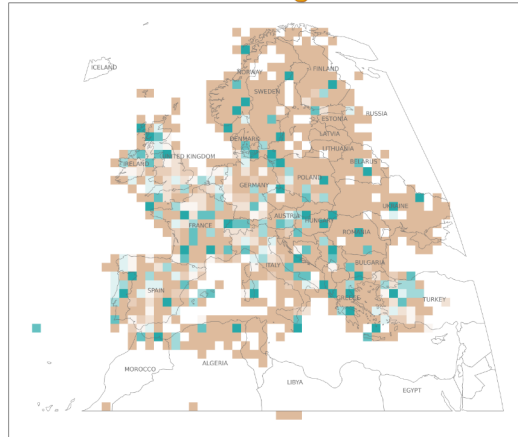 ICELAND
NORWAY
FINLAND
SWEDEN
RUSSIA
ESTONIA
LATVIA
DENMARK
LITHUANIA
UNITED KINGDOM
IRELAND
BELARUS
POLAND
GERMANY
UKRAINE
AUSTRIA
HUNGARY
FRANCE
ROMANIA
ITALY
BULGARIA
SPAIN
GREECE
TURKEY
ALGERIA
MOROCCO
LIBYA
EGYPT